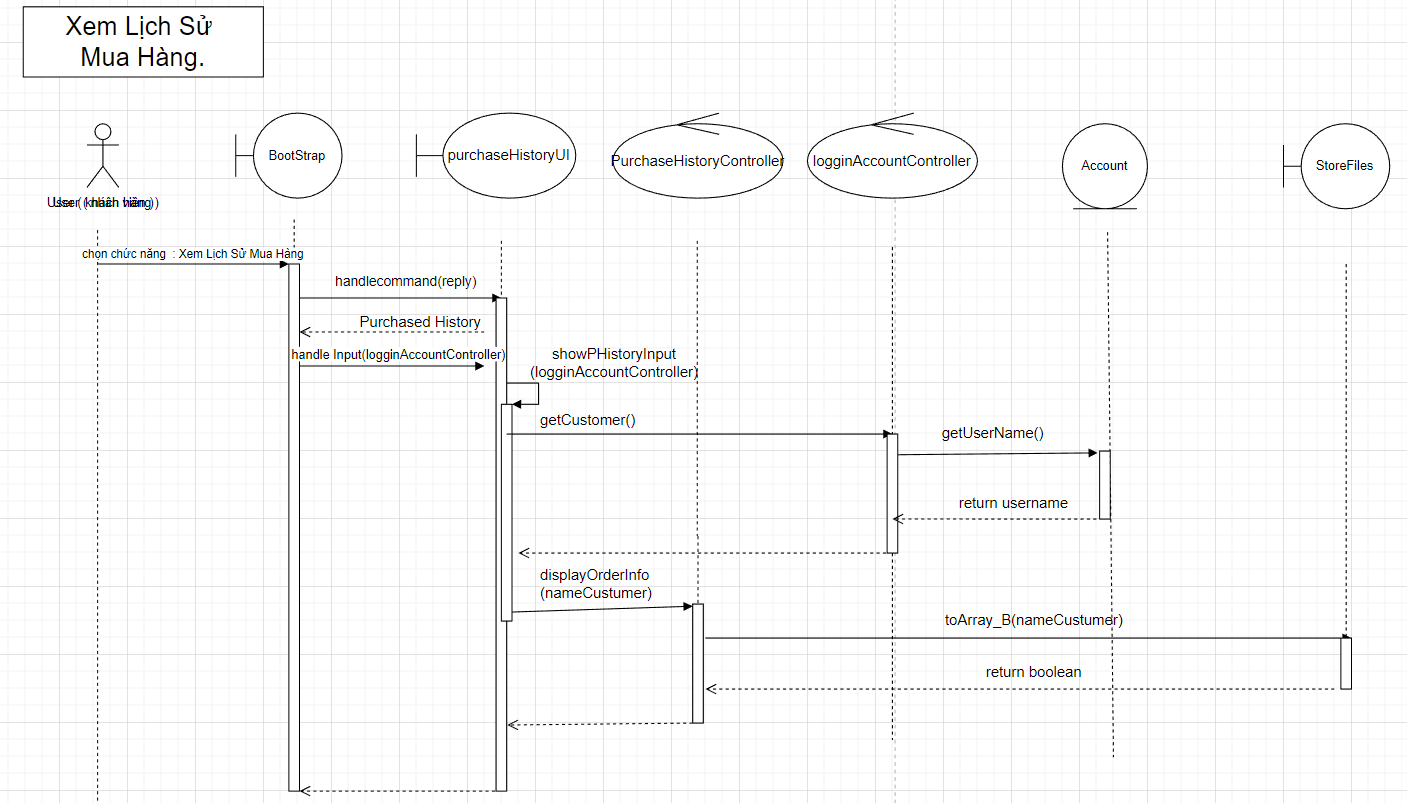 Xem Lịch Sử
Mua Hàng.
BootStrap
purchaseHistoryUI
PurchaseHistoryController
logginAccountController
Account
StoreFiles
User
chọn chức năng : Xem Lịch Sử Mua Hàng
handlecommand(reply)
Purchased History
handle Input(logginAccountController)
showPHistoryInput
(logginAccountController)
getCustomer()
getUserName()
return username
displayOrderInfo
(nameCustumer)
toArray_B(nameCustumer)
return boolean